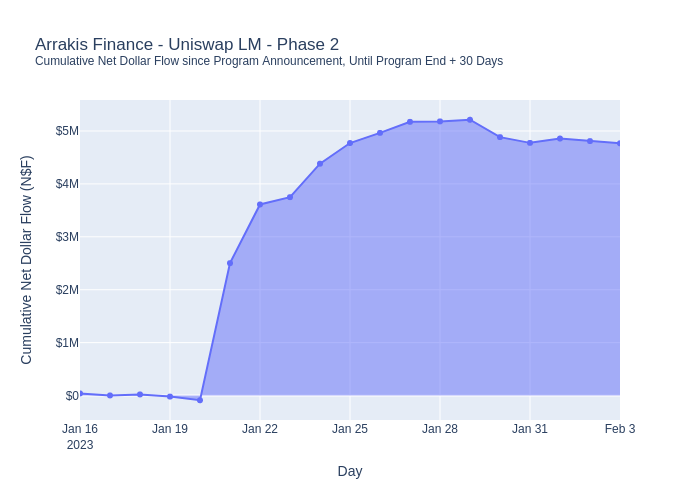 Arrakis Finance - Uniswap LM - Phase 2
Cumulative Net Dollar Flow since Program Announcement, Until Program End + 30 Days
Cumulative Net Dollar Flow (N$F)
$5M
$4M
$3M
$2M
$1M
$0
Jan 16 Jan 19 Jan 22 Jan 25 Jan 28 Jan 31 Feb 3
2023
Day